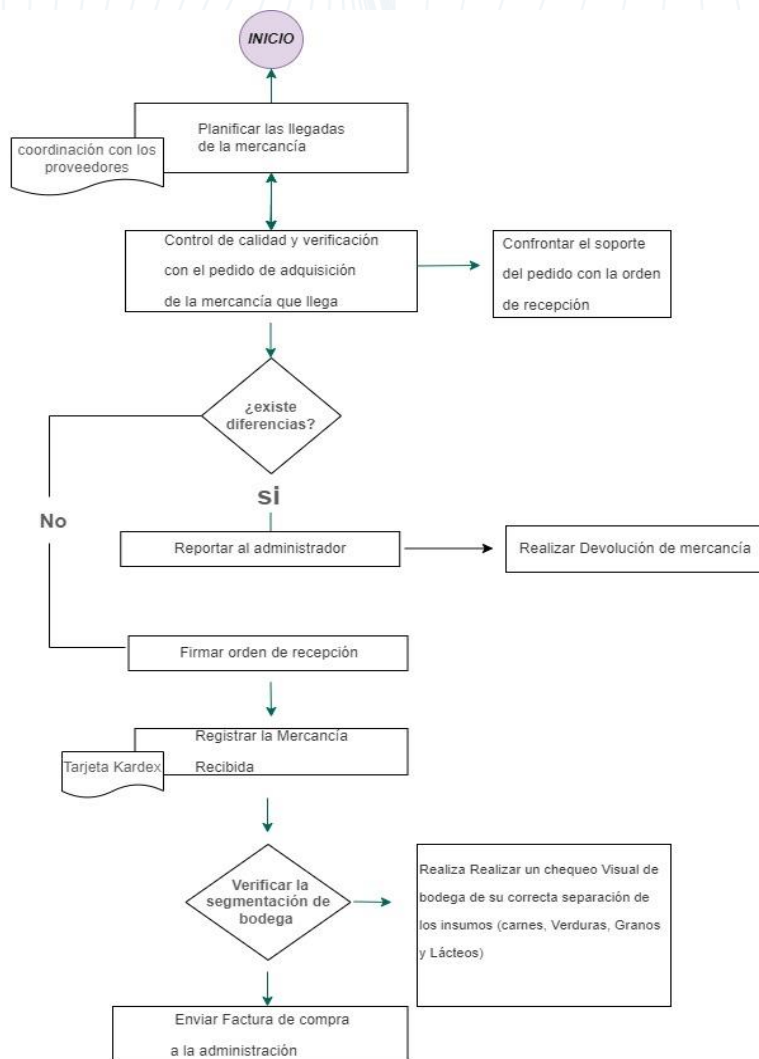 INICIO
Planificar las llegadas
de la mercancía
coordinación con los
proveedores
Control de calidad y verificación
con el pedido de adquisición
de la mercancía que llega
Confrontar el soporte
del pedido con la orden
de recepción
¿existe
diferencias?
si
No
Reportar al administrador
Realizar Devolución de mercancía
Firmar orden de recepción
Registrar la Mercancía
Recibida
Tarjeta Kardex
Verificar la
segmentación de
bodega
Realiza Realizar un chequeo Visual de
bodega de su correcta separación de
los insumos (carnes, Verduras, Granos
y Lácteos)
Enviar Factura de compra
a la administración